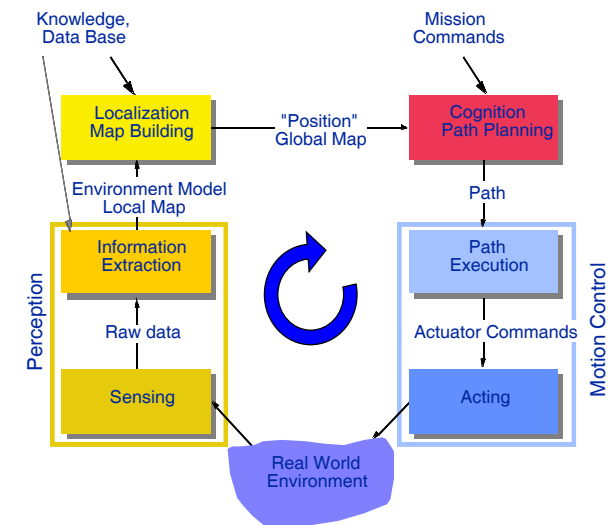 Knowledge,
Data Base
Mission
Commands
Localization
Map Building
"Position"
Global Map
Cognition
Path Planning
Environment Model
Local Map
Path
Information
Extraction
Path
Execution
Perception
Raw data
Actuator Commands
Motion Control
Sensing
Acting
Real World
Environment